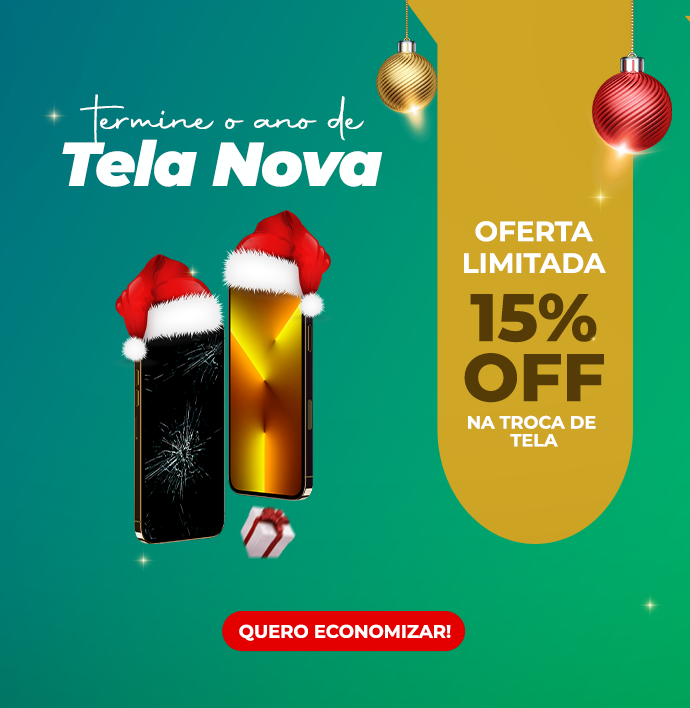 termine o ano de
Tela Nova
OFERTA
LIMITADA
15%
OFF
NA TROCA DE
TELA
QUERO ECONOMIZAR!